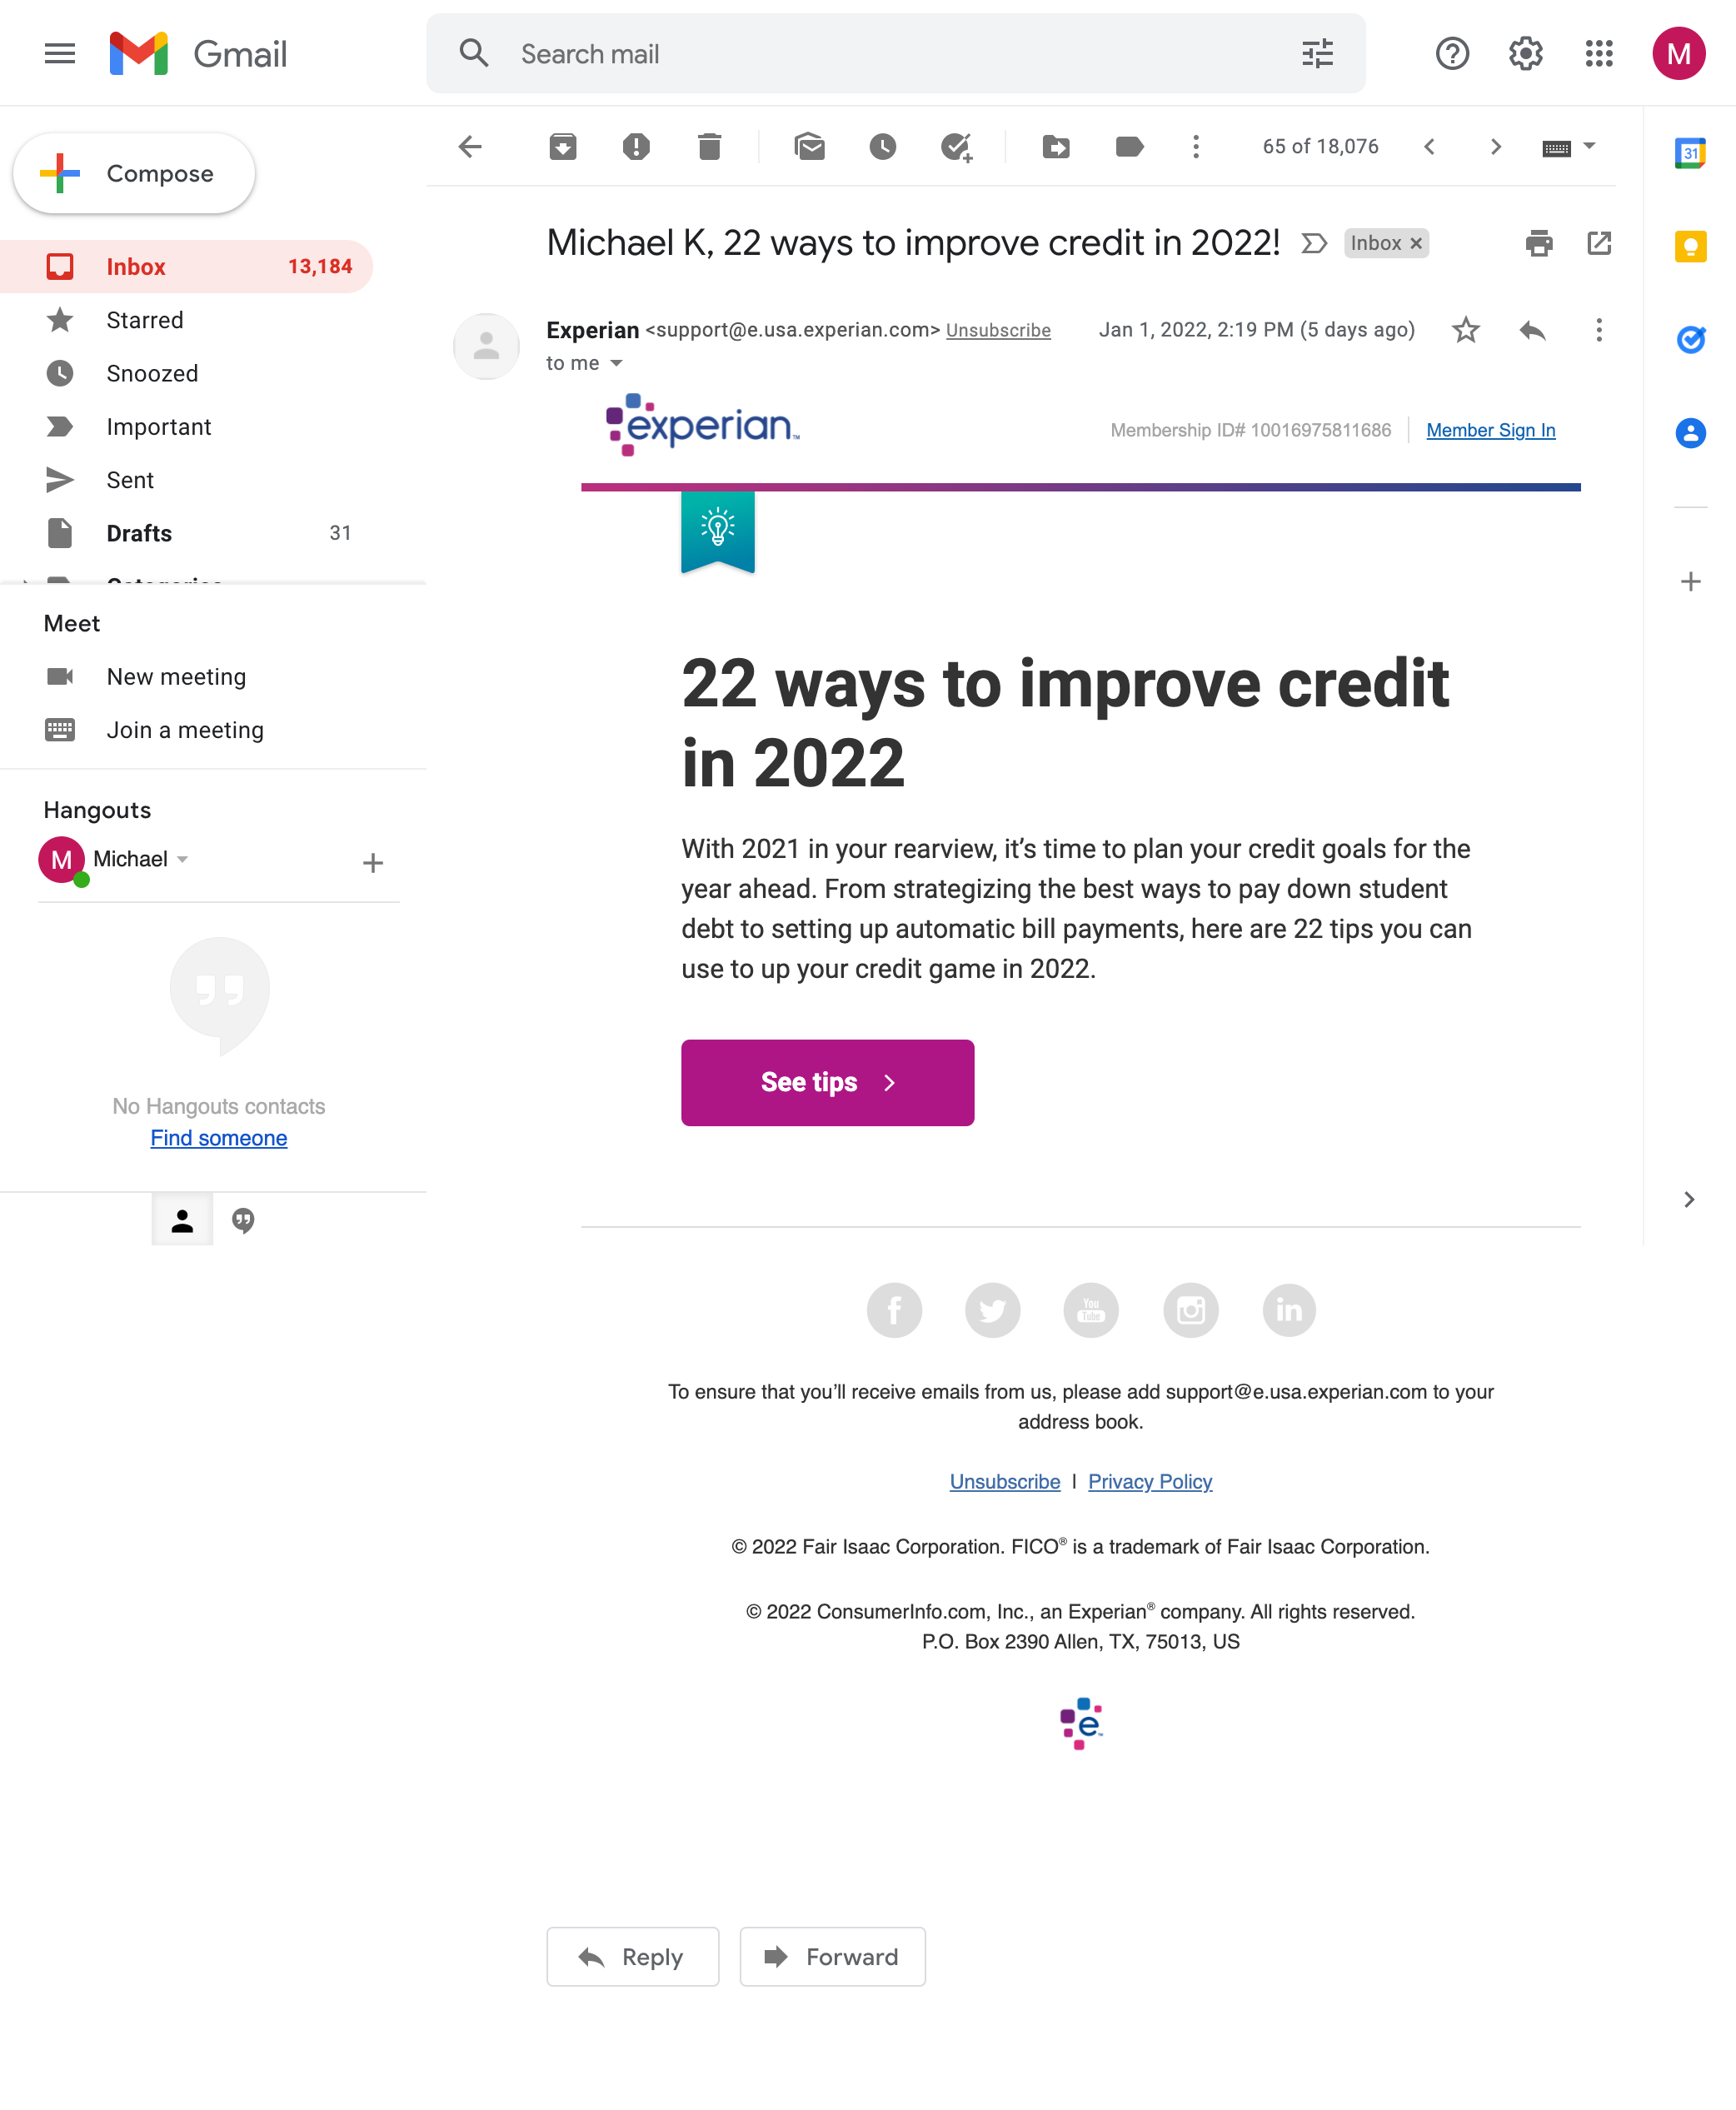 Gmail
Search mail
M
Compose
65 of 18,076
31
Inbox 13,184
Starred
Snoozed
Important
Sent
Drafts 31
Categories
Meet
New meeting
Join a meeting
Hangouts
M Michael
No Hangouts contacts
Find someone
Michael K, 22 ways to improve credit in 2022! Inbox ×
Experian <support@e.usa.experian.com> Unsubscribe Jan 1, 2022, 2:19 PM (5 days ago)
to me
experian™ Membership ID# 10016975811686 Member Sign In
22 ways to improve credit
in 2022
With 2021 in your rearview, it’s time to plan your credit goals for the
year ahead. From strategizing the best ways to pay down student
debt to setting up automatic bill payments, here are 22 tips you can
use to up your credit game in 2022.
See tips
f You Tube in
To ensure that you’ll receive emails from us, please add support@e.usa.experian.com to your
address book.
Unsubscribe | Privacy Policy
© 2022 Fair Isaac Corporation. FICO® is a trademark of Fair Isaac Corporation.
© 2022 ConsumerInfo.com, Inc., an Experian® company. All rights reserved.
P.O. Box 2390 Allen, TX, 75013, US
e™
Reply Forward